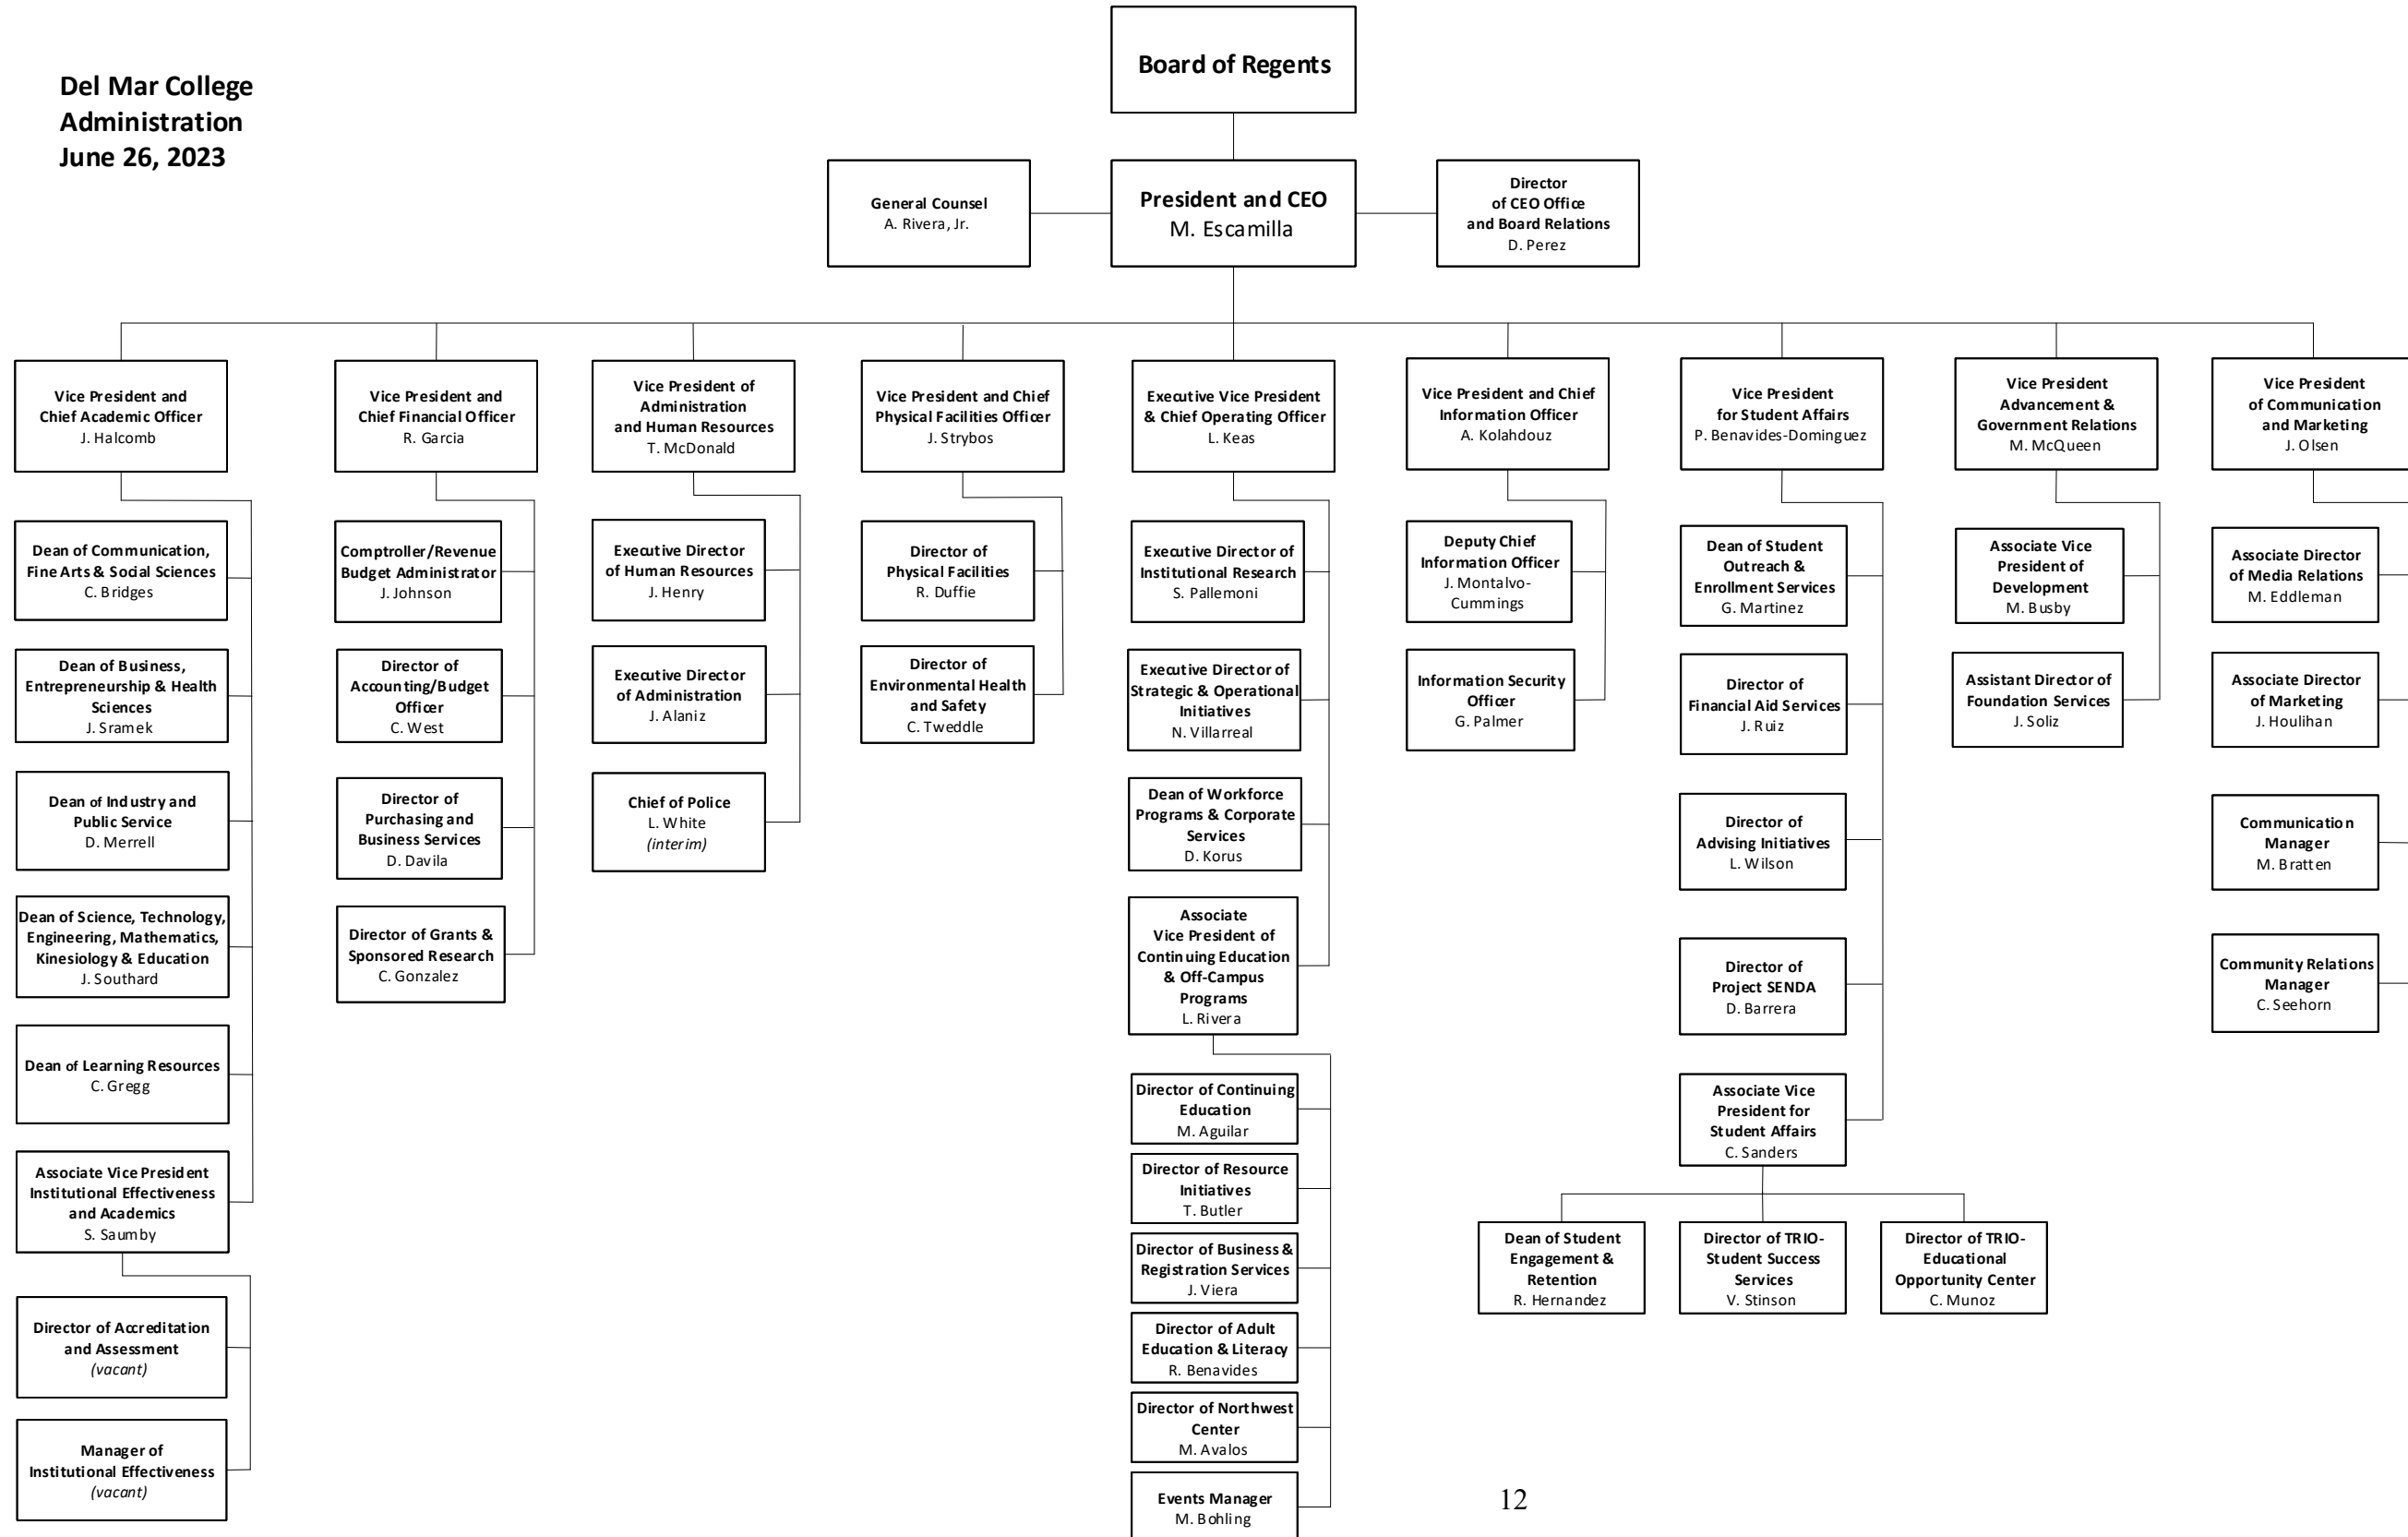 Del Mar College
Administration
June 26, 2023
Board of Regents
General Counsel
A. Rivera, Jr.
President and CEO
M. Escamilla
Director
of CEO Office
and Board Relations
D. Perez
Vice President and
Chief Academic Officer
J. Halcomb
Vice President and
Chief Financial Officer
R. Garcia
Vice President of
Administration
and Human Resources
T. McDonald
Vice President and Chief
Physical Facilities Officer
J. Strybos
Executive Vice President
& Chief Operating Officer
L. Keas
Vice President and Chief
Information Officer
A. Kolahdouz
Vice President
for Student Affairs
P. Benavides-Dominguez
Vice President
Advancement &
Government Relations
M. McQueen
Vice President
of Communication
and Marketing
J. Olsen
Dean of Communication,
Fine Arts & Social Sciences
C. Bridges
Dean of Business,
Entrepreneurship & Health
Sciences
J. Sramek
Dean of Industry and
Public Service
D. Merrell
Dean of Science, Technology,
Engineering, Mathematics,
Kinesiology & Education
J. Southard
Dean of Learning Resources
C. Gregg
Associate Vice President
Institutional Effectiveness
and Academics
S. Saumby
Director of Accreditation
and Assessment
(vacant)
Manager of
Institutional Effectiveness
(vacant)
Comptroller/Revenue
Budget Administrator
J. Johnson
Director of
Accounting/Budget
Officer
C. West
Director of
Purchasing and
Business Services
D. Davila
Director of Grants &
Sponsored Research
C. Gonzalez
Executive Director
of Human Resources
J. Henry
Executive Director
of Administration
J. Alaniz
Chief of Police
L. White
(interim)
Director of
Physical Facilities
R. Duffie
Director of
Environmental Health
and Safety
C. Tweddle
Executive Director of
Institutional Research
S. Pallemoni
Executive Director of
Strategic & Operational
Initiatives
N. Villarreal
Dean of Workforce
Programs & Corporate
Services
D. Korus
Associate
Vice President of
Continuing Education
& Off-Campus
Programs
L. Rivera
Director of Continuing
Education
M. Aguilar
Director of Resource
Initiatives
T. Butler
Director of Business &
Registration Services
J. Viera
Director of Adult
Education & Literacy
R. Benavides
Director of Northwest
Center
M. Avalos
Events Manager
M. Bohling
Deputy Chief
Information Officer
J. Montalvo-
Cummings
Information Security
Officer
G. Palmer
Dean of Student
Outreach &
Enrollment Services
G. Martinez
Director of
Financial Aid Services
J. Ruiz
Director of
Advising Initiatives
L. Wilson
Director of
Project SENDA
D. Barrera
Associate Vice
President for
Student Affairs
C. Sanders
Dean of Student
Engagement &
Retention
R. Hernandez
Director of TRIO-
Student Success
Services
V. Stinson
Director of TRIO-
Educational
Opportunity Center
C. Munoz
Associate Vice
President of
Development
M. Busby
Assistant Director of
Foundation Services
J. Soliz
Associate Director
of Media Relations
M. Eddleman
Associate Director
of Marketing
J. Houlihan
Communication
Manager
M. Bratten
Community Relations
Manager
C. Seehorn
12